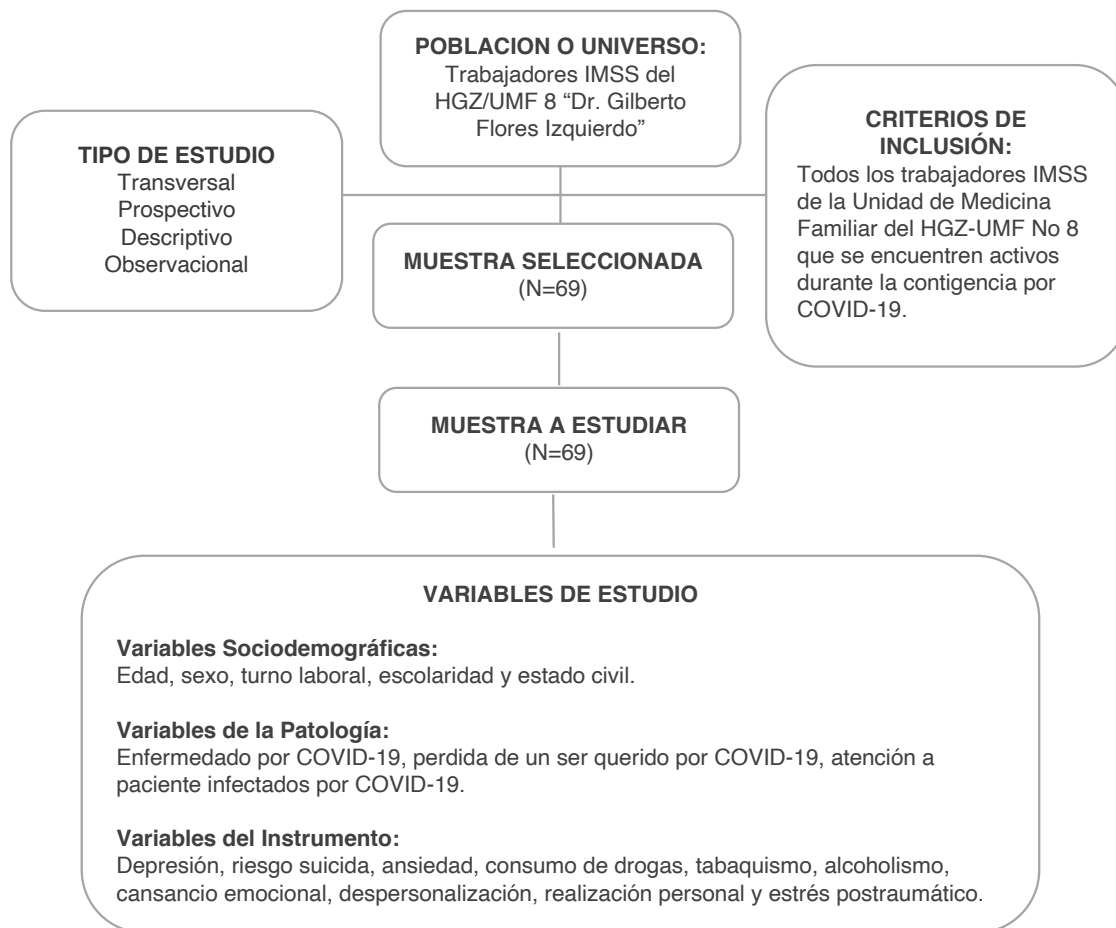 POBLACION O UNIVERSO:
Trabajadores IMSS del
HGZ/UMF 8 “Dr. Gilberto
Flores Izquierdo”
TIPO DE ESTUDIO
Transversal
Prospectivo
Descriptivo
Observacional
CRITERIOS DE
INCLUSIÓN:
Todos los trabajadores IMSS
de la Unidad de Medicina
Familiar del HGZ-UMF No 8
que se encuentren activos
durante la contigencia por
COVID-19.
MUESTRA SELECCIONADA
(N=69)
MUESTRA A ESTUDIAR
(N=69)
VARIABLES DE ESTUDIO
Variables Sociodemográficas:
Edad, sexo, turno laboral, escolaridad y estado civil.
Variables de la Patología:
Enfermedado por COVID-19, perdida de un ser querido por COVID-19, atención a
paciente infectados por COVID-19.
Variables del Instrumento:
Depresión, riesgo suicida, ansiedad, consumo de drogas, tabaquismo, alcoholismo,
cansancio emocional, despersonalización, realización personal y estrés postraumático.